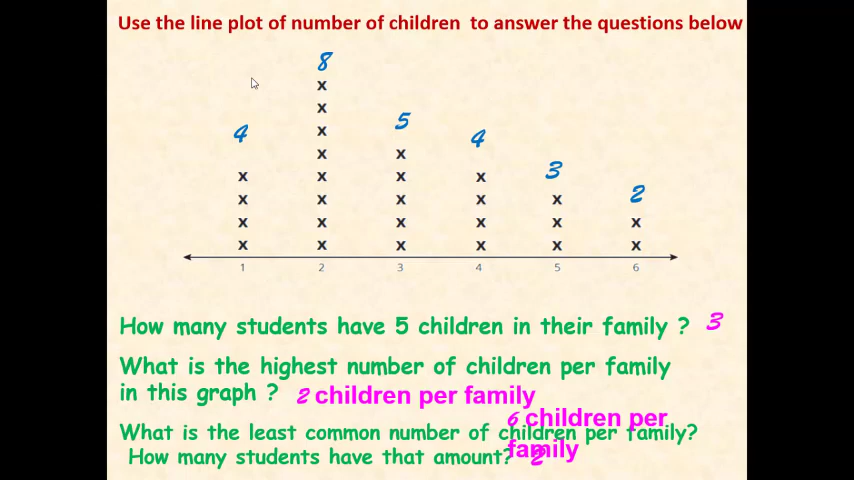 Use the line plot of number of children to answer the questions below
8
4 5 4 3 2
x
x
x
x x
x x x x
x x x x x
x x x x x x
x x x x x x
1 2 3 4 5 6
How many students have 5 children in their family ? 3
What is the highest number of children per family
in this graph ? 2 children per family
6 children per
What is the least common number of children per family?
family
How many students have that amount? 2